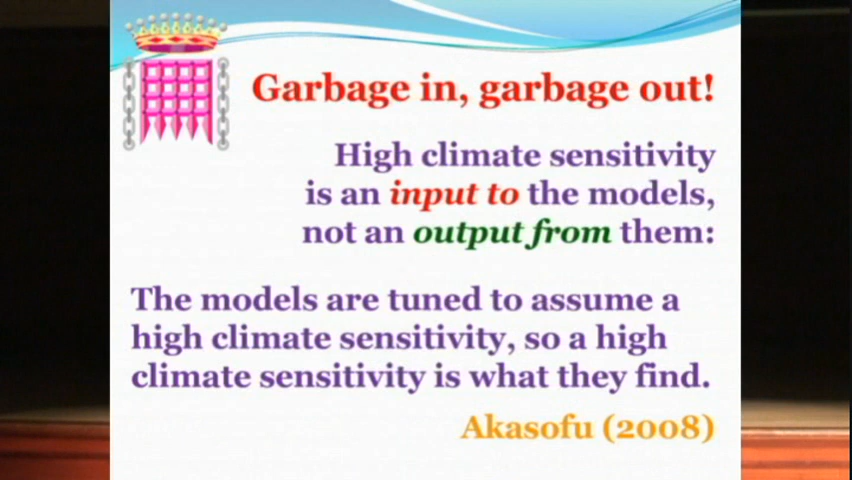 Garbage in, garbage out!
High climate sensitivity
is an input to the models,
not an output from them:
The models are tuned to assume a
high climate sensitivity, so a high
climate sensitivity is what they find.
Akasofu (2008)